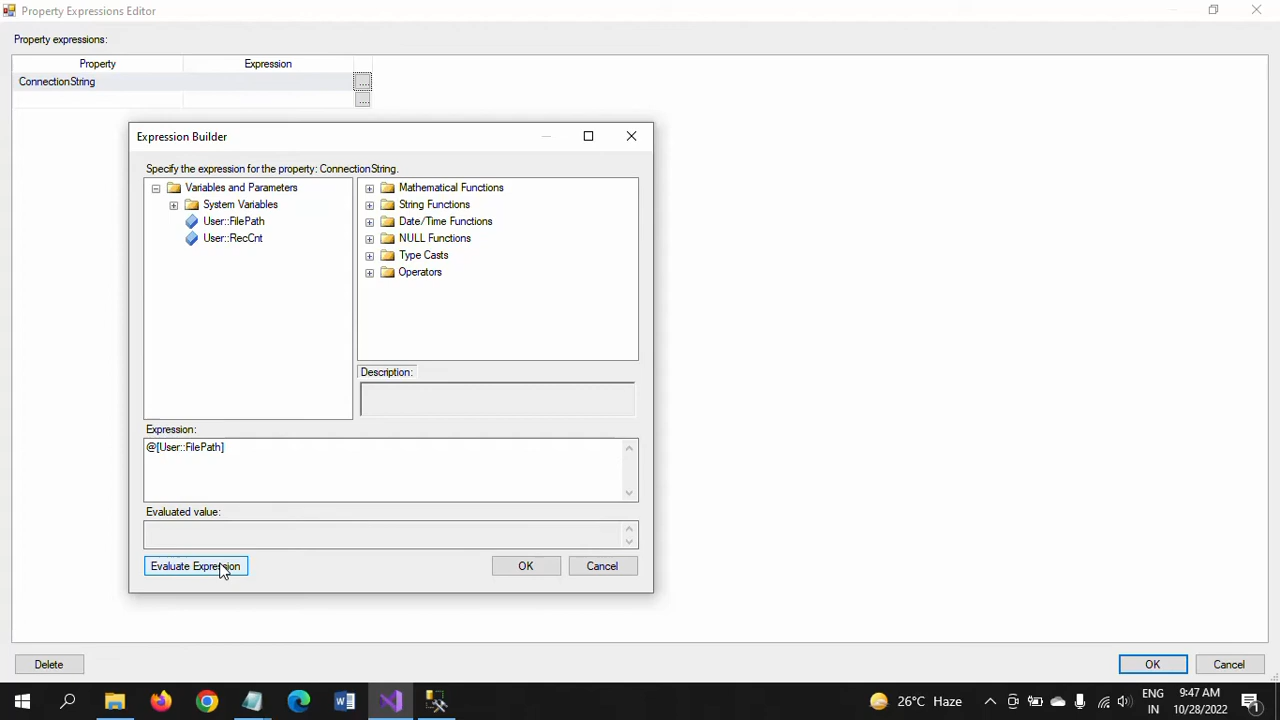 Property Expressions Editor
Property expressions:
Property Expression
ConnectionString ...
...
Expression Builder
Specify the expression for the property: ConnectionString.
Variables and Parameters
System Variables
User::FilePath
User::RecCnt
Mathematical Functions
String Functions
Date/Time Functions
NULL Functions
Type Casts
Operators
Description:
Expression:
@[User::FilePath]
Evaluated value:
Evaluate Expression OK Cancel
Delete OK Cancel
26°C Haze
ENG
IN
9:47 AM
10/28/2022
1